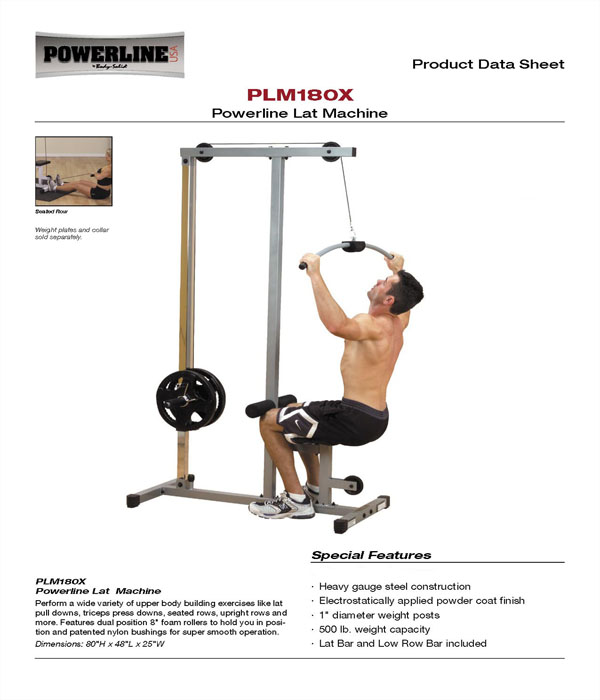 POWERLINE USA
by Body-Solid
Product Data Sheet
PLM180X
Powerline Lat Machine
Seated Row
Weight plates and collar
sold separately.
PLM180X
Powerline Lat Machine
Perform a wide variety of upper body building exercises like lat
pull downs, triceps press downs, seated rows, upright rows and
more. Features dual position 8" foam rollers to hold you in posi-
tion and patented nylon bushings for super smooth operation.
Dimensions: 80"H x 48"L x 25"W
Special Features
· Heavy gauge steel construction
· Electrostatically applied powder coat finish
· 1" diameter weight posts
· 500 lb. weight capacity
· Lat Bar and Low Row Bar included